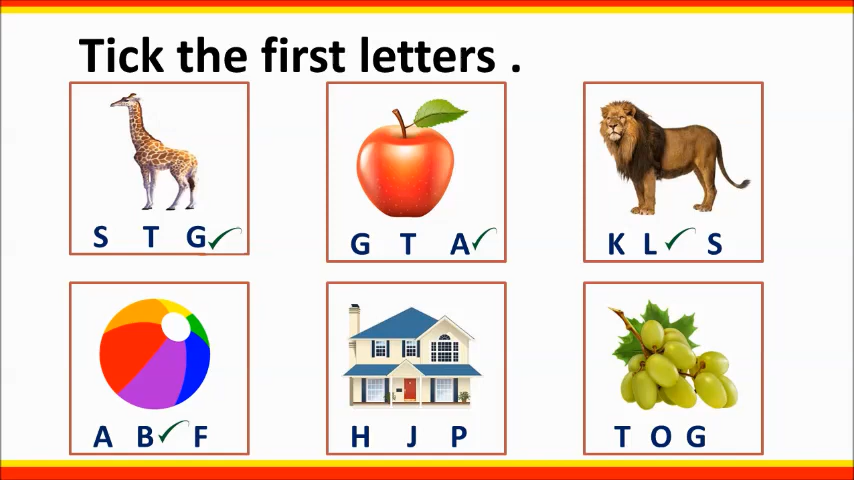 Tick the first letters .
S T G✓
G T A✓
K L✓ S
A B✓ F
H J P
T O G